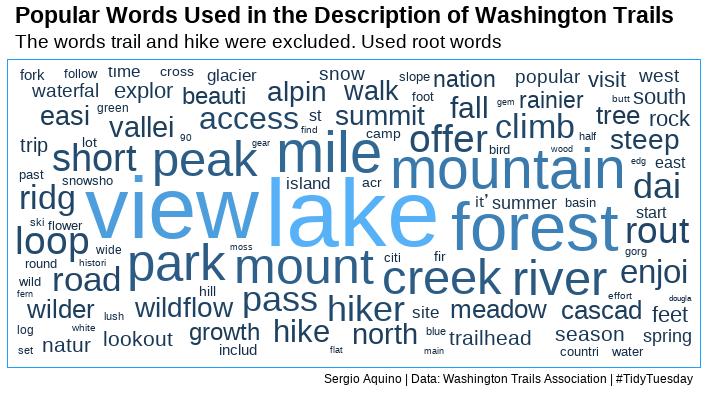 Popular Words Used in the Description of Washington Trails
The words trail and hike were excluded. Used root words
fork follow time cross glacier snow slope nation popular visit west
waterfal explor beauti alpin walk foot gem rainier butt south
easi green vallei access st summit fall climb tree rock
trip lot 90 find gear camp offer bird wood half steep
short peak mile mountain edg east
past snowsho island acr it' summer basin dai
ridg view lake forest start
ski flower loop rout
round wide histori park moss mount citi fir creek river gorg enjoi
wild road hill
fern wilder lush wildflow pass hiker site meadow cascad effort dougla feet
log white lookout growth hike north blue trailhead season spring
set natur includ flat main countri water
Sergio Aquino | Data: Washington Trails Association | #TidyTuesday